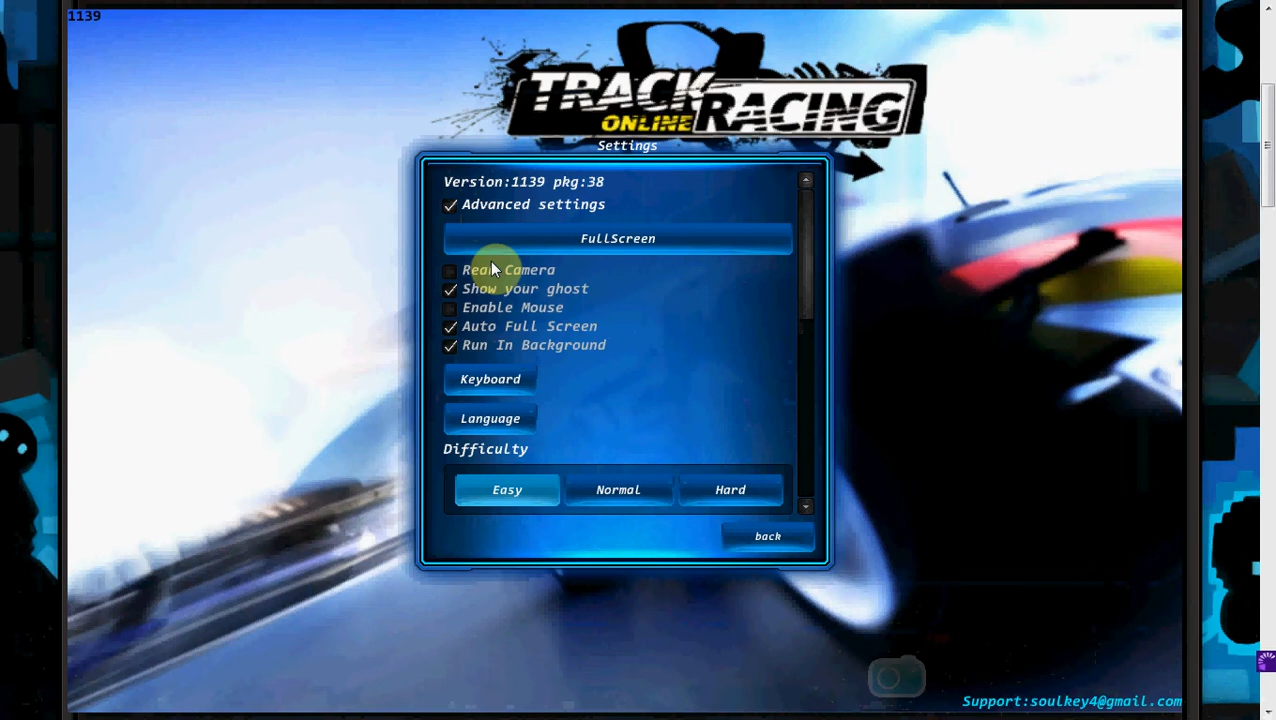 1139
TRACK
ONLINE RACING
Settings
Version:1139 pkg:38
Advanced settings
FullScreen
Rear Camera
Show your ghost
Enable Mouse
Auto Full Screen
Run In Background
Keyboard
Language
Difficulty
Easy Normal Hard
back
Support:soulkey4@gmail.com